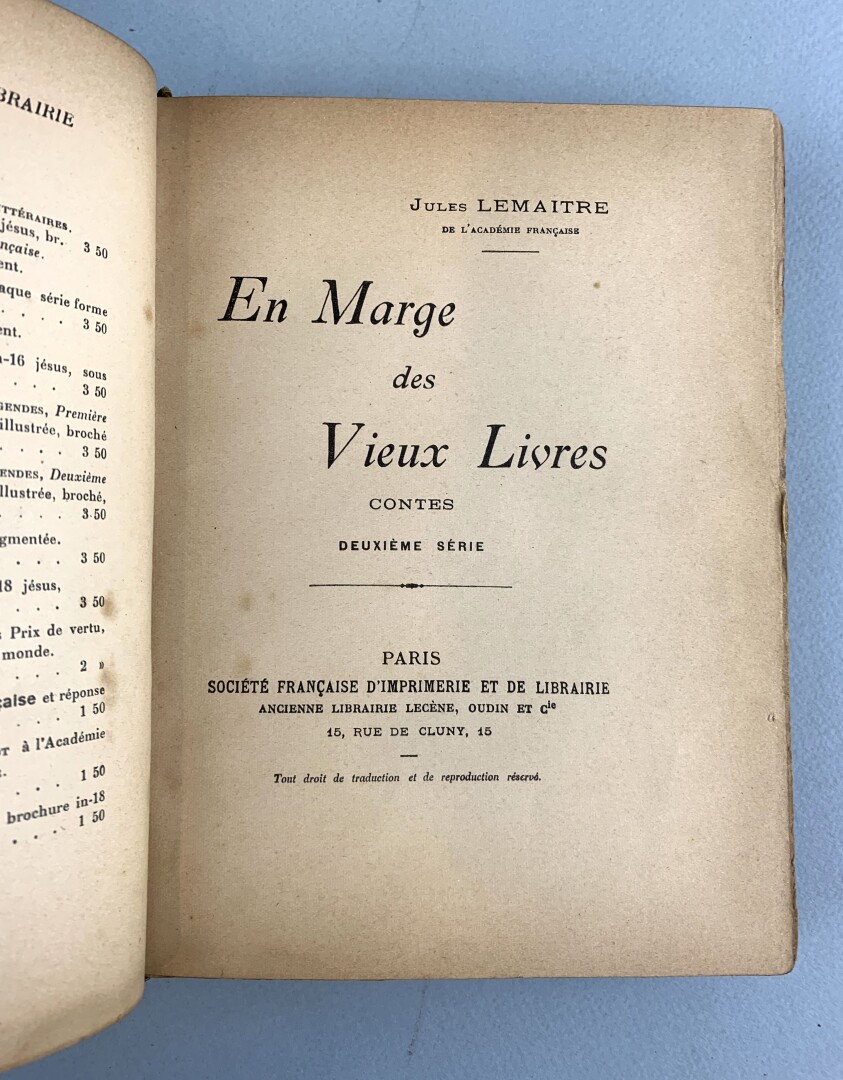 BRAIRIE
TTÉRAIRES.
jésus, br. 3 50
nçaise.
ent.
aque série forme
. . . . 3 50
ent.
-16 jésus, sous
. . . 3 50
GENDES, Première
illustrée, broché
. . . . 3 50
ENDES, Deuxième
llustrée, broché,
. . . . 3 50
gmentée.
. . . 3 50
18 jésus,
. . . 3 50
Prix de vertu,
monde.
. . . 2 »
çaise et réponse
. . . 1 50
à l'Académie
. . . 1 50
brochure in-18
. . . 1 50
JULES LEMAITRE
DE L'ACADÉMIE FRANÇAISE
En Marge
des
Vieux Livres
CONTES
DEUXIÈME SÉRIE
PARIS
SOCIÉTÉ FRANÇAISE D'IMPRIMERIE ET DE LIBRAIRIE
ANCIENNE LIBRAIRIE LECÈNE, OUDIN ET Cie
15, RUE DE CLUNY, 15
Tout droit de traduction et de reproduction réservé.